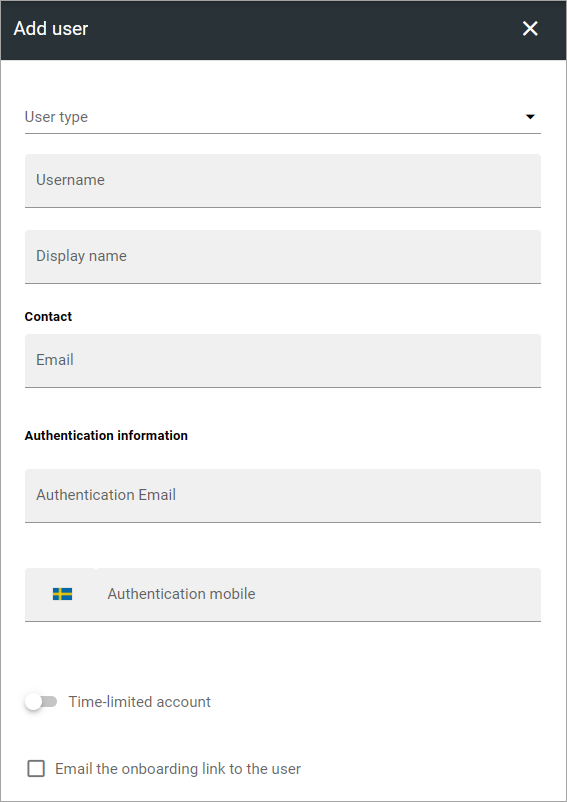 Add user
User type
Username
Display name
Contact
Email
Authentication information
Authentication Email
Authentication mobile
Time-limited account
Email the onboarding link to the user